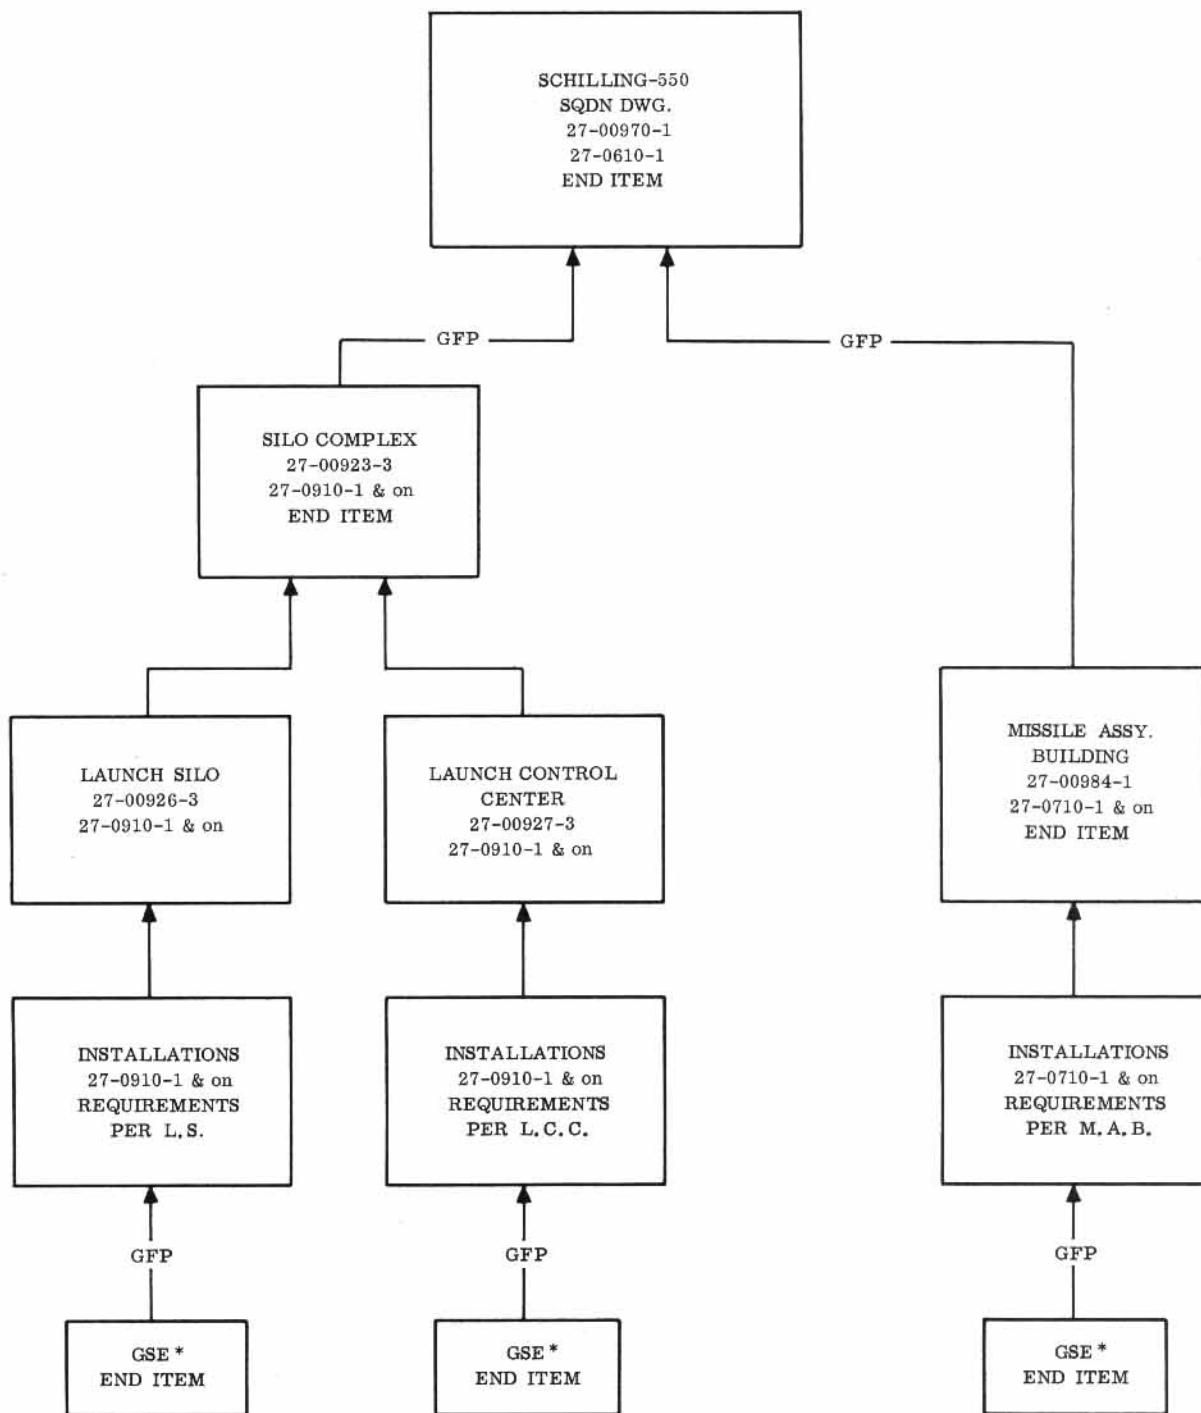 SCHILLING-550
SQDN DWG.
27-00970-1
27-0610-1
END ITEM
GFP
GFP
SILO COMPLEX
27-00923-3
27-0910-1 & on
END ITEM
LAUNCH SILO
27-00926-3
27-0910-1 & on
LAUNCH CONTROL
CENTER
27-00927-3
27-0910-1 & on
MISSILE ASSY.
BUILDING
27-00984-1
27-0710-1 & on
END ITEM
INSTALLATIONS
27-0910-1 & on
REQUIREMENTS
PER L.S.
INSTALLATIONS
27-0910-1 & on
REQUIREMENTS
PER L.C.C.
INSTALLATIONS
27-0710-1 & on
REQUIREMENTS
PER M.A.B.
GFP
GFP
GFP
GSE *
END ITEM
GSE *
END ITEM
GSE *
END ITEM